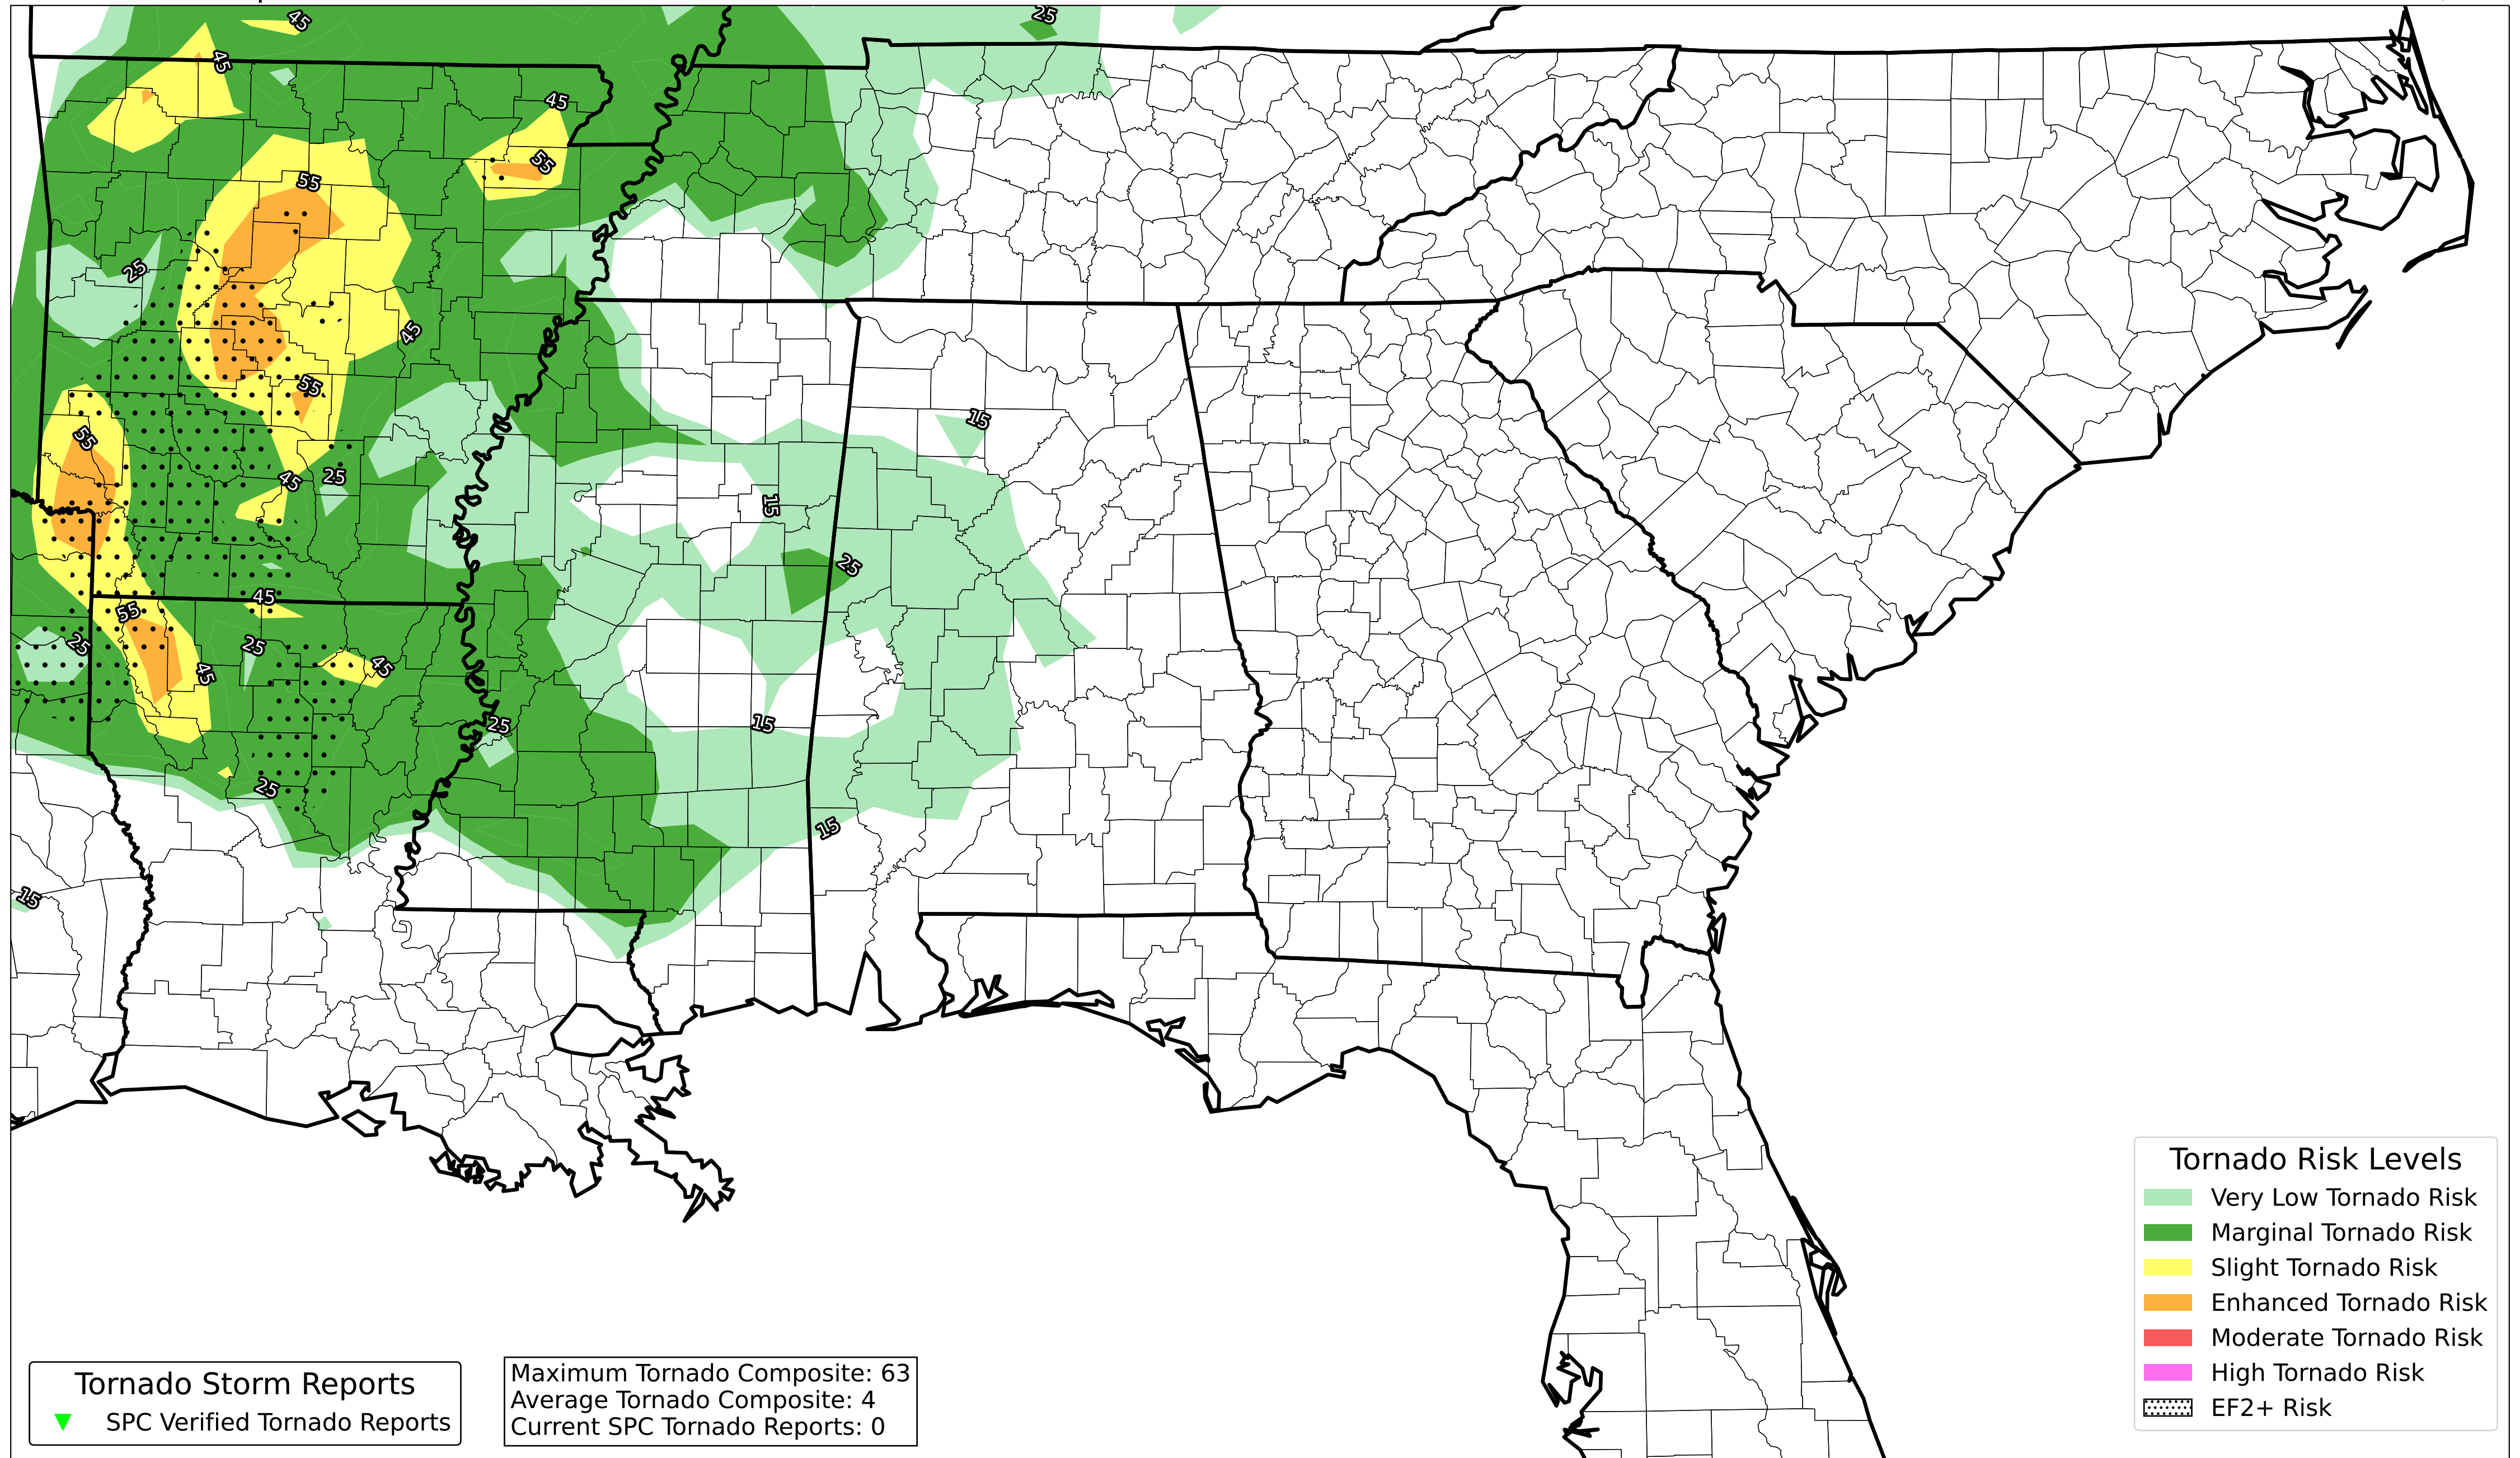 45
25
45
45
55
55
25
45
55
55
45
25
15
15
25
45
55
25
25
45
45
25
15
25
15
15
Tornado Risk Levels
Very Low Tornado Risk
Marginal Tornado Risk
Slight Tornado Risk
Enhanced Tornado Risk
Moderate Tornado Risk
High Tornado Risk
EF2+ Risk
Tornado Storm Reports
SPC Verified Tornado Reports
Maximum Tornado Composite: 63
Average Tornado Composite: 4
Current SPC Tornado Reports: 0